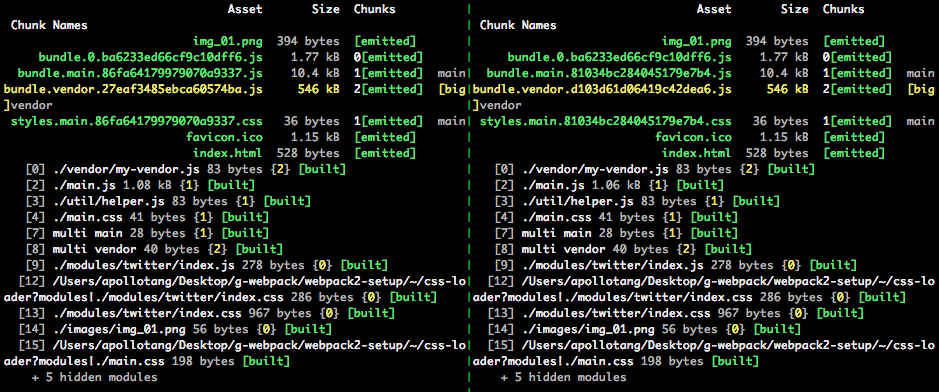 Asset Size Chunks
Chunk Names
img_01.png 394 bytes [emitted]
bundle.0.ba6233ed66cf9c10dff6.js 1.77 kB 0[emitted]
bundle.main.86fa64179979070a9337.js 10.4 kB 1[emitted] main
bundle.vendor.27eaf3485ebca60574ba.js 546 kB 2[emitted] [big
]vendor
styles.main.86fa64179979070a9337.css 36 bytes 1[emitted] main
favicon.ico 1.15 kB [emitted]
index.html 528 bytes [emitted]
[0] ./vendor/my-vendor.js 83 bytes {2} [built]
[2] ./main.js 1.08 kB {1} [built]
[3] ./util/helper.js 83 bytes {1} [built]
[4] ./main.css 41 bytes {1} [built]
[7] multi main 28 bytes {1} [built]
[8] multi vendor 40 bytes {2} [built]
[9] ./modules/twitter/index.js 278 bytes {0} [built]
[12] /Users/apollotang/Desktop/g-webpack/webpack2-setup/~/css-lo
ader?modules!./modules/twitter/index.css 286 bytes {0} [built]
[13] ./modules/twitter/index.css 967 bytes {0} [built]
[14] ./images/img_01.png 56 bytes {0} [built]
[15] /Users/apollotang/Desktop/g-webpack/webpack2-setup/~/css-lo
ader?modules!./main.css 198 bytes [built]
+ 5 hidden modules
Asset Size Chunks
Chunk Names
img_01.png 394 bytes [emitted]
bundle.0.ba6233ed66cf9c10dff6.js 1.77 kB 0[emitted]
bundle.main.81034bc284045179e7b4.js 10.4 kB 1[emitted] main
bundle.vendor.d103d61d06419c42dea6.js 546 kB 2[emitted] [big
]vendor
styles.main.81034bc284045179e7b4.css 36 bytes 1[emitted] main
favicon.ico 1.15 kB [emitted]
index.html 528 bytes [emitted]
[0] ./vendor/my-vendor.js 83 bytes {2} [built]
[2] ./main.js 1.06 kB {1} [built]
[3] ./util/helper.js 83 bytes {1} [built]
[4] ./main.css 41 bytes {1} [built]
[7] multi main 28 bytes {1} [built]
[8] multi vendor 40 bytes {2} [built]
[9] ./modules/twitter/index.js 278 bytes {0} [built]
[12] /Users/apollotang/Desktop/g-webpack/webpack2-setup/~/css-lo
ader?modules!./modules/twitter/index.css 286 bytes {0} [built]
[13] ./modules/twitter/index.css 967 bytes {0} [built]
[14] ./images/img_01.png 56 bytes {0} [built]
[15] /Users/apollotang/Desktop/g-webpack/webpack2-setup/~/css-lo
ader?modules!./main.css 198 bytes [built]
+ 5 hidden modules